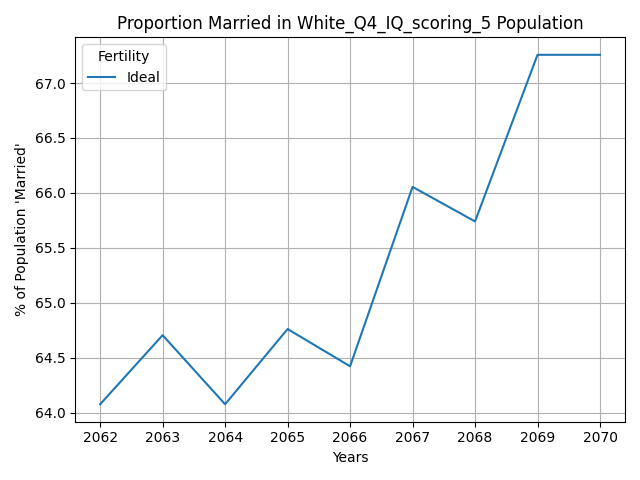 Proportion Married in White_Q4_IQ_scoring_5 Population
Fertility
Ideal
67.0
66.5
66.0
65.5
65.0
64.5
64.0
% of Population 'Married'
2062 2063 2064 2065 2066 2067 2068 2069 2070
Years